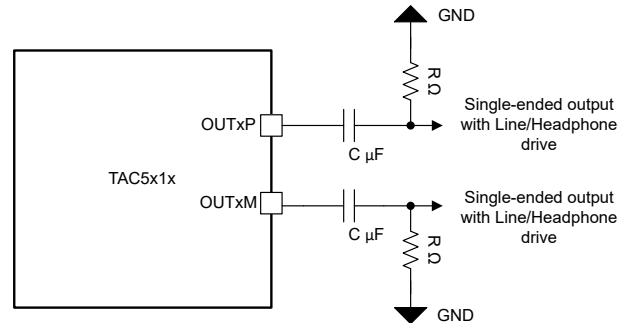 GND
R Ω
OUTxP
C μF
Single-ended output
with Line/Headphone
drive
TAC5x1x
OUTxM
C μF
Single-ended output
with Line/Headphone
drive
R Ω
GND